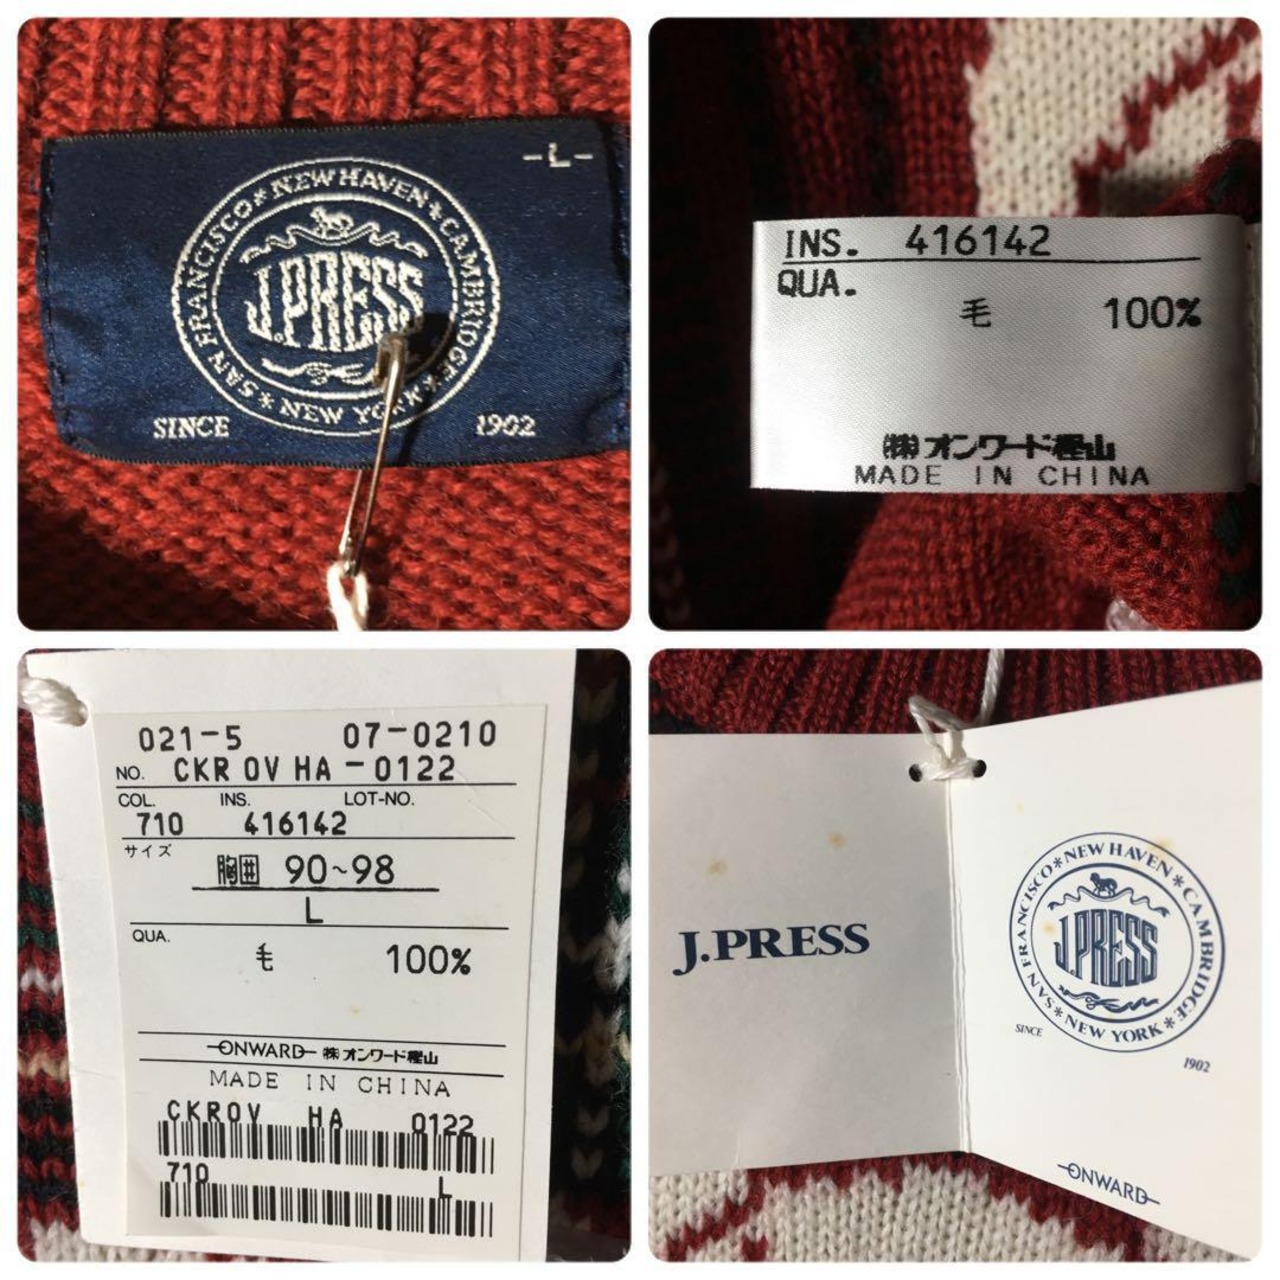 -L-
NEW HAVEN * CAMBRIDGE * NEW YORK * SAN FRANCISCO *
J.PRESS
SINCE 1902
INS. 416142
QUA.
毛 100%
(株)オンワード樫山
MADE IN CHINA
021-5 07-0210
NO. CKR OV HA-0122
COL. INS. LOT-NO.
710 416142
サイズ
胸囲 90~98
L
QUA.
毛 100%
ONWARD (株)オンワード樫山
MADE IN CHINA
CKROV HA 0122
710 L
J.PRESS
NEW HAVEN * CAMBRIDGE * NEW YORK * SAN FRANCISCO *
J.PRESS
SINCE 1902
ONWARD